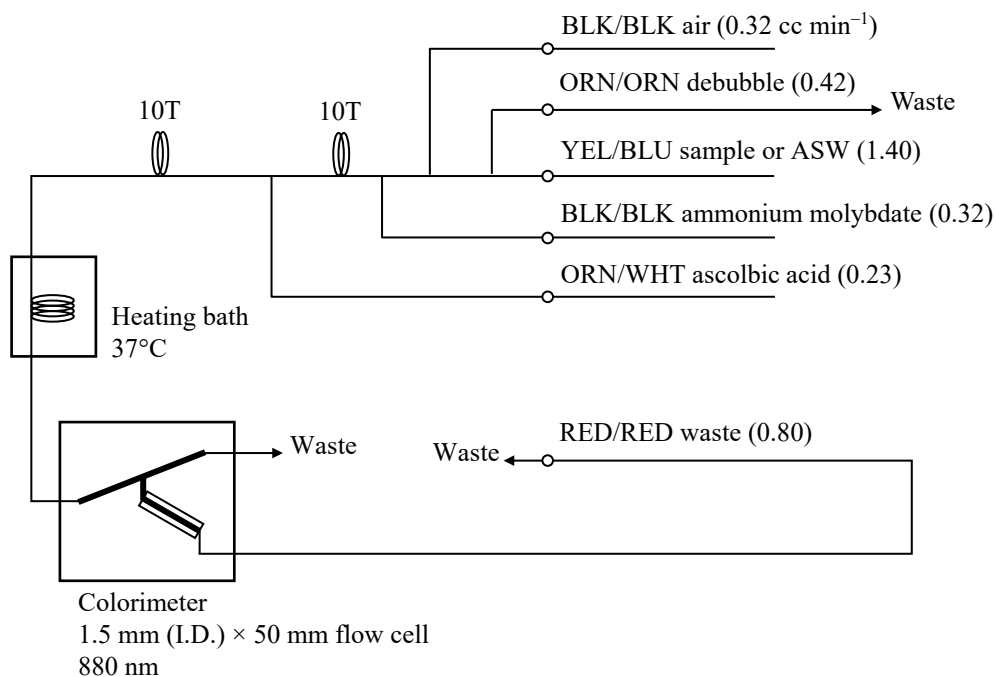 BLK/BLK air (0.32 cc min⁻¹)
ORN/ORN debubble (0.42)
Waste
10T
10T
YEL/BLU sample or ASW (1.40)
BLK/BLK ammonium molybdate (0.32)
ORN/WHT ascolbic acid (0.23)
Heating bath
37°C
RED/RED waste (0.80)
Waste
Waste
Colorimeter
1.5 mm (I.D.) × 50 mm flow cell
880 nm